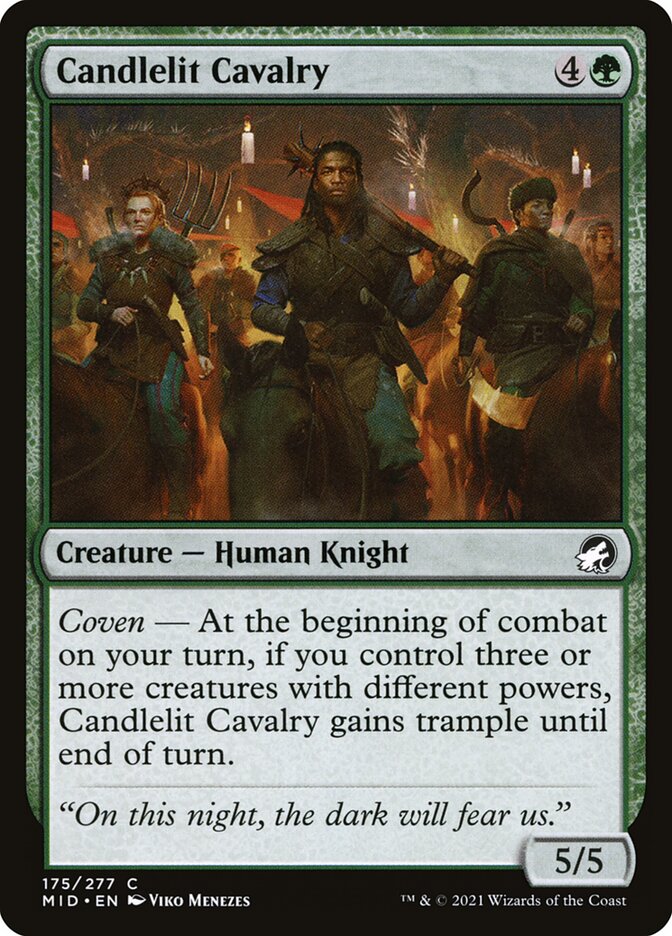 Candlelit Cavalry 4
Creature — Human Knight
Coven — At the beginning of combat
on your turn, if you control three or
more creatures with different powers,
Candlelit Cavalry gains trample until
end of turn.
“On this night, the dark will fear us.”
5/5
175/277 C
MID • EN Viko Menezes
™ & © 2021 Wizards of the Coast